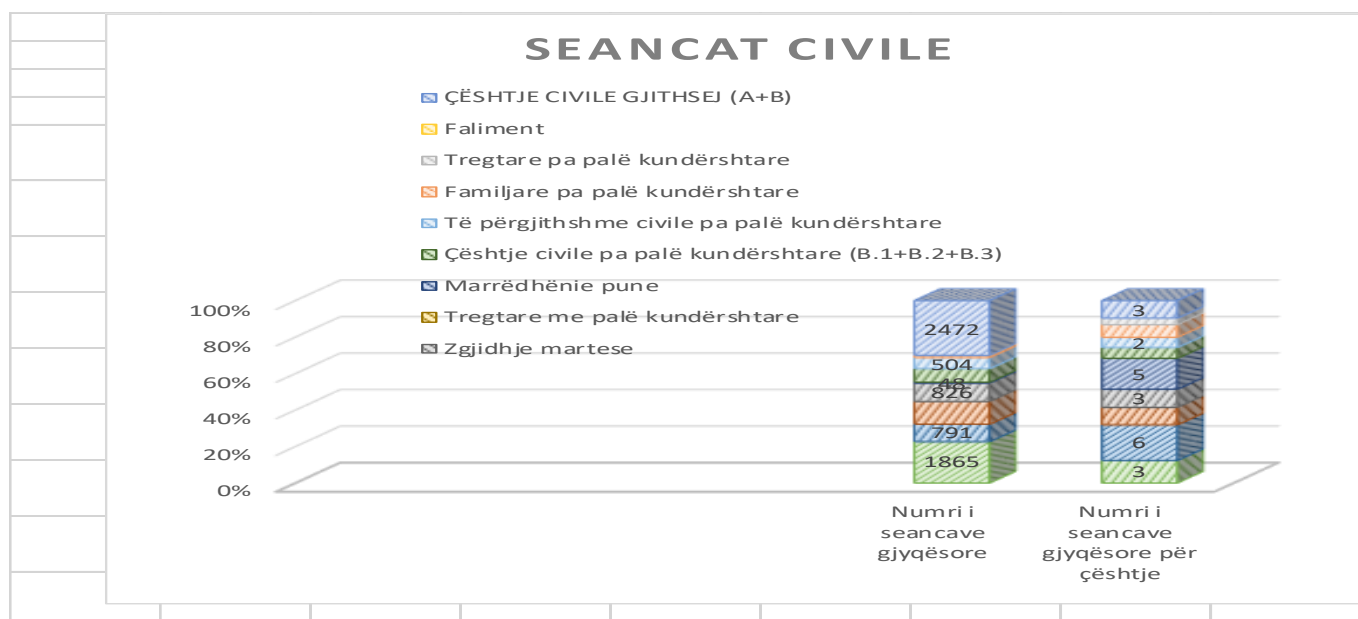 SEANCAT CIVILE
ÇËSHTJE CIVILE GJITHSEJ (A+B)
Faliment
Tregtare pa palë kundërshtare
Familjare pa palë kundërshtare
Të përgjithshme civile pa palë kundërshtare
Çështje civile pa palë kundërshtare (B.1+B.2+B.3)
Marrëdhënie pune
Tregtare me palë kundërshtare
Zgjidhje martese
100%
80%
60%
40%
20%
0%
2472
504
48
826
791
1865
3
2
5
3
6
3
Numri i
seancave
gjyqësore
Numri i
seancave
gjyqësore për
çështje